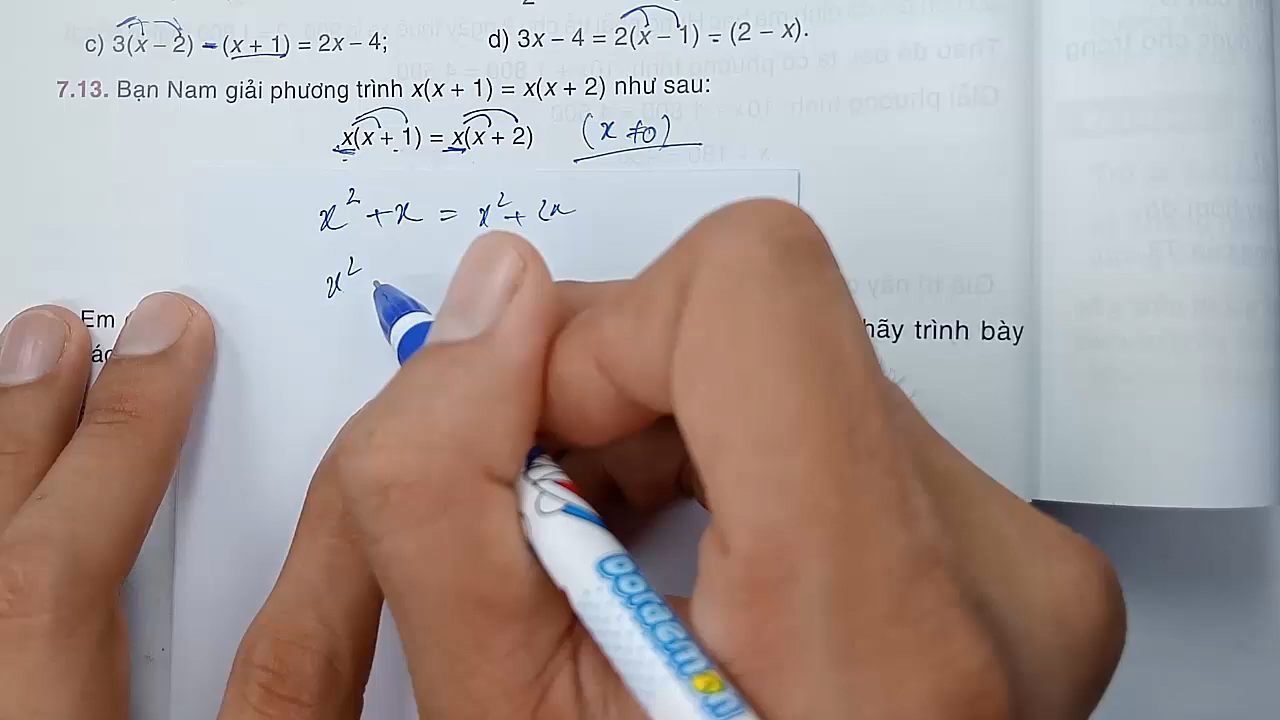 c) 3(x – 2) – (x + 1) = 2x – 4; d) 3x – 4 = 2(x – 1) – (2 – x).
7.13. Bạn Nam giải phương trình x(x + 1) = x(x + 2) như sau:
x(x + 1) = x(x + 2) (x ≠ 0)
x² + x = x² + 2x
x²
Em hãy trình bày